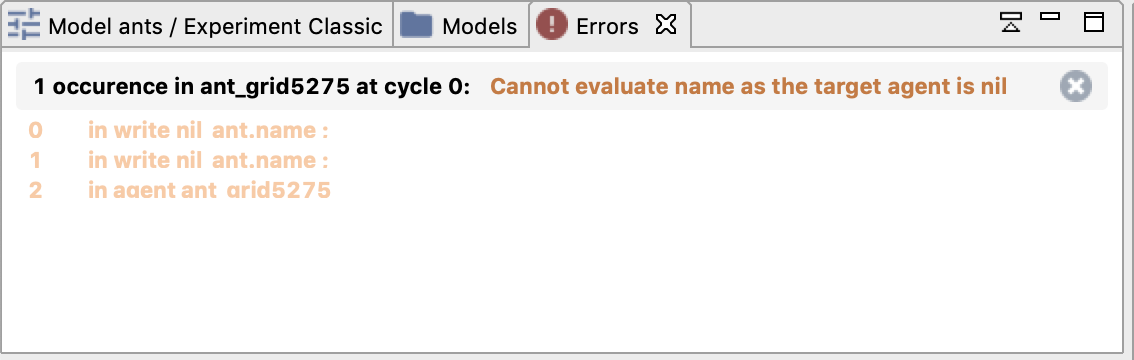 Model ants / Experiment Classic Models Errors
1 occurence in ant_grid5275 at cycle 0: Cannot evaluate name as the target agent is nil
0 in write nil ant.name :
1 in write nil ant.name :
2 in agent ant_grid5275